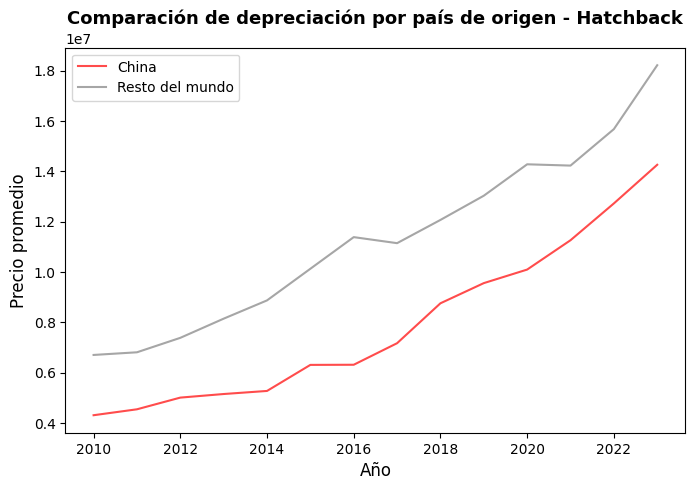 Comparación de depreciación por país de origen - Hatchback
1e7
China
Resto del mundo
1.8
1.6
1.4
1.2
1.0
0.8
0.6
0.4
Precio promedio
2010 2012 2014 2016 2018 2020 2022
Año